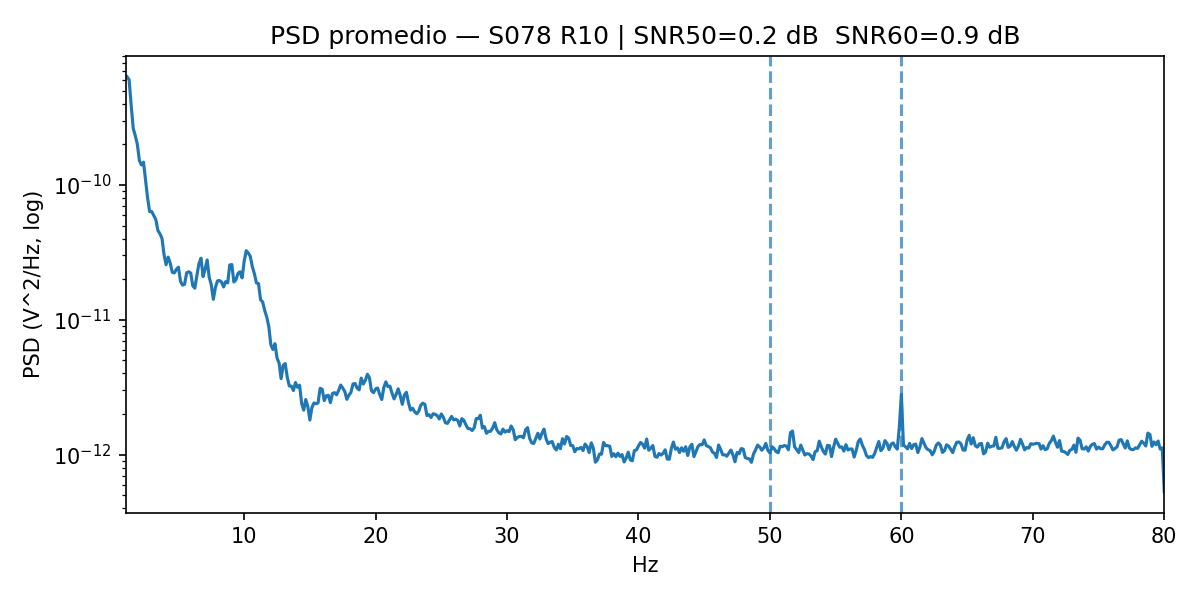 PSD promedio — S078 R10 | SNR50=0.2 dB  SNR60=0.9 dB
PSD (V^2/Hz, log)
10⁻¹⁰
10⁻¹¹
10⁻¹²
10 20 30 40 50 60 70 80
Hz